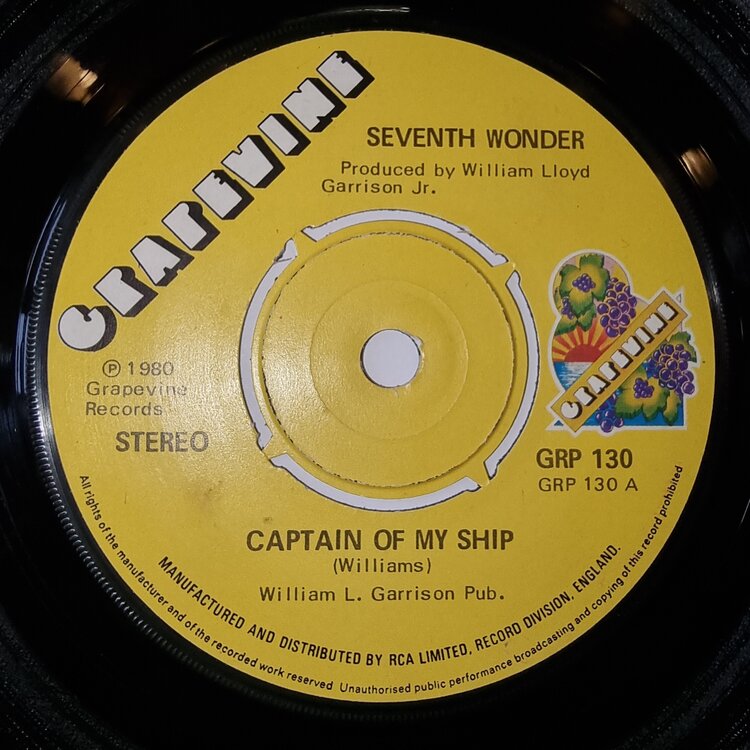 GRAPEVINE
SEVENTH WONDER
Produced by William Lloyd
Garrison Jr.
℗ 1980
Grapevine
Records
STEREO
GRAPEVINE
GRP 130
GRP 130 A
CAPTAIN OF MY SHIP
(Williams)
William L. Garrison Pub.
MANUFACTURED AND DISTRIBUTED BY RCA LIMITED, RECORD DIVISION, ENGLAND.
All rights of the manufacturer and of the recorded work reserved Unauthorised public performance broadcasting and copying of this record prohibited